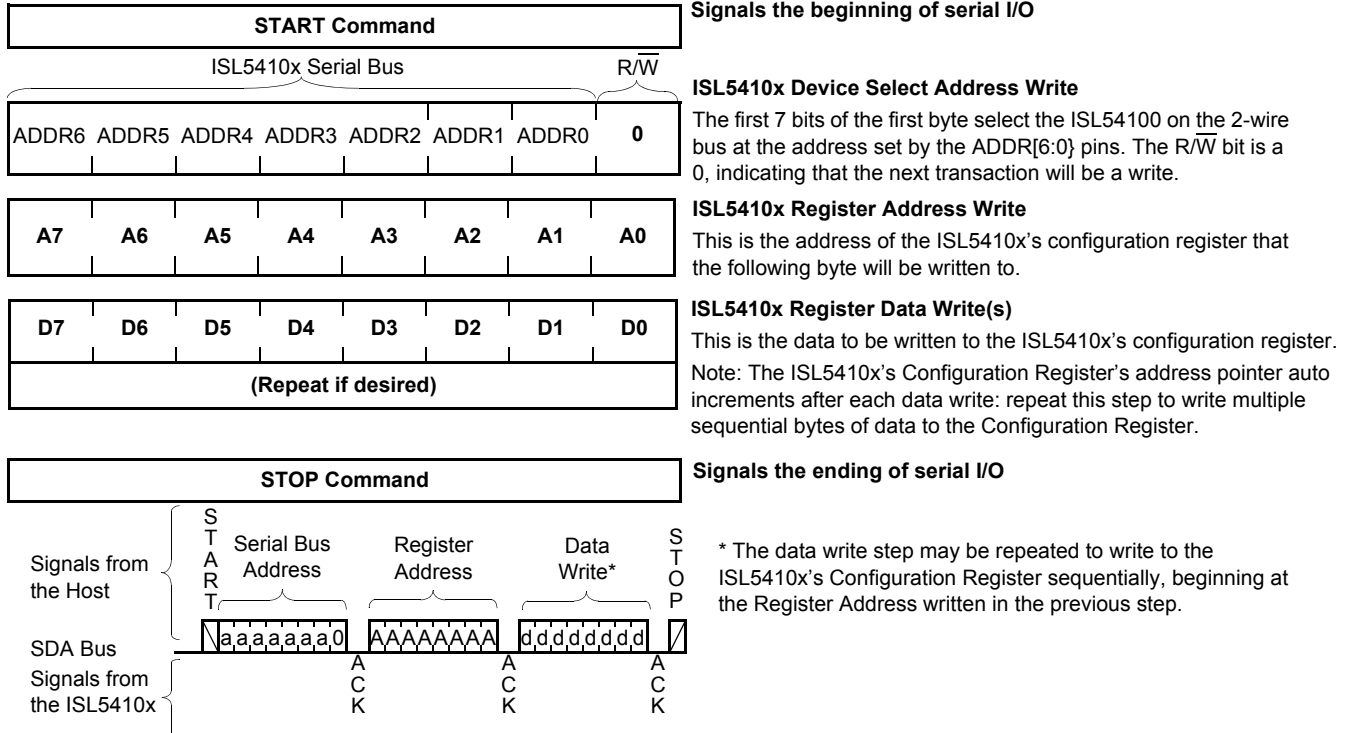 START Command
Signals the beginning of serial I/O
ISL5410x Serial Bus
R/W
ISL5410x Device Select Address Write
ADDR6 ADDR5 ADDR4 ADDR3 ADDR2 ADDR1 ADDR0 0
The first 7 bits of the first byte select the ISL54100 on the 2-wire
bus at the address set by the ADDR[6:0} pins. The R/W bit is a
0, indicating that the next transaction will be a write.
ISL5410x Register Address Write
A7 A6 A5 A4 A3 A2 A1 A0
This is the address of the ISL5410x's configuration register that
the following byte will be written to.
ISL5410x Register Data Write(s)
D7 D6 D5 D4 D3 D2 D1 D0
This is the data to be written to the ISL5410x's configuration register.
(Repeat if desired)
Note: The ISL5410x's Configuration Register's address pointer auto
increments after each data write: repeat this step to write multiple
sequential bytes of data to the Configuration Register.
STOP Command
Signals the ending of serial I/O
Signals from
the Host
START
Serial Bus
Address
Register
Address
Data
Write*
STOP
* The data write step may be repeated to write to the
ISL5410x's Configuration Register sequentially, beginning at
the Register Address written in the previous step.
SDA Bus
a a a a a a a 0 A A A A A A A A d d d d d d d d
Signals from
the ISL5410x
ACK
ACK
ACK